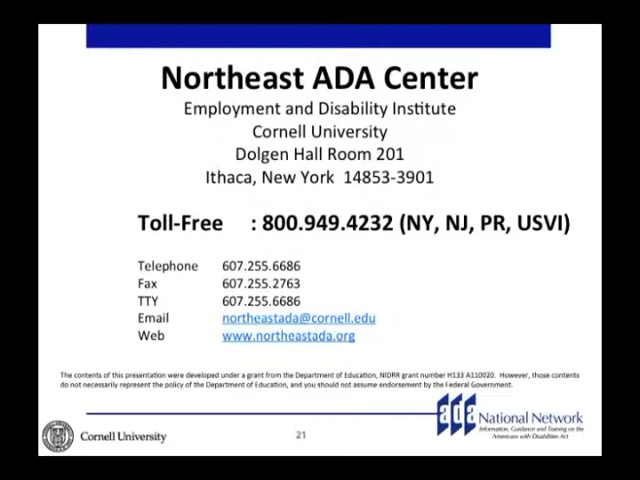 Northeast ADA Center
Employment and Disability Institute
Cornell University
Dolgen Hall Room 201
Ithaca, New York 14853-3901
Toll-Free : 800.949.4232 (NY, NJ, PR, USVI)
Telephone 607.255.6686
Fax 607.255.2763
TTY 607.255.6686
Email northeastada@cornell.edu
Web www.northeastada.org
The contents of this presentation were developed under a grant from the Department of Education, NIDRR grant number H133 A110020. However, those contents
do not necessarily represent the policy of the Department of Education, and you should not assume endorsement by the Federal Government.
Cornell University
21
ada National Network
Information, Guidance and Training on the
Americans with Disabilities Act